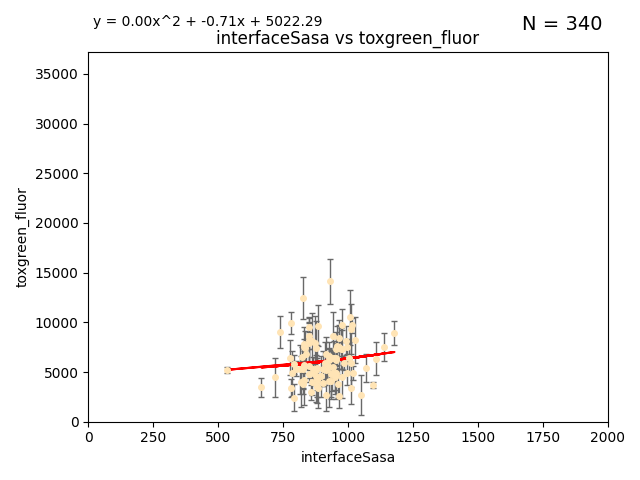 y = 0.00x^2 + -0.71x + 5022.29
N = 340
interfaceSasa vs toxgreen_fluor
35000
30000
25000
20000
15000
10000
5000
0
toxgreen_fluor
0 250 500 750 1000 1250 1500 1750 2000
interfaceSasa